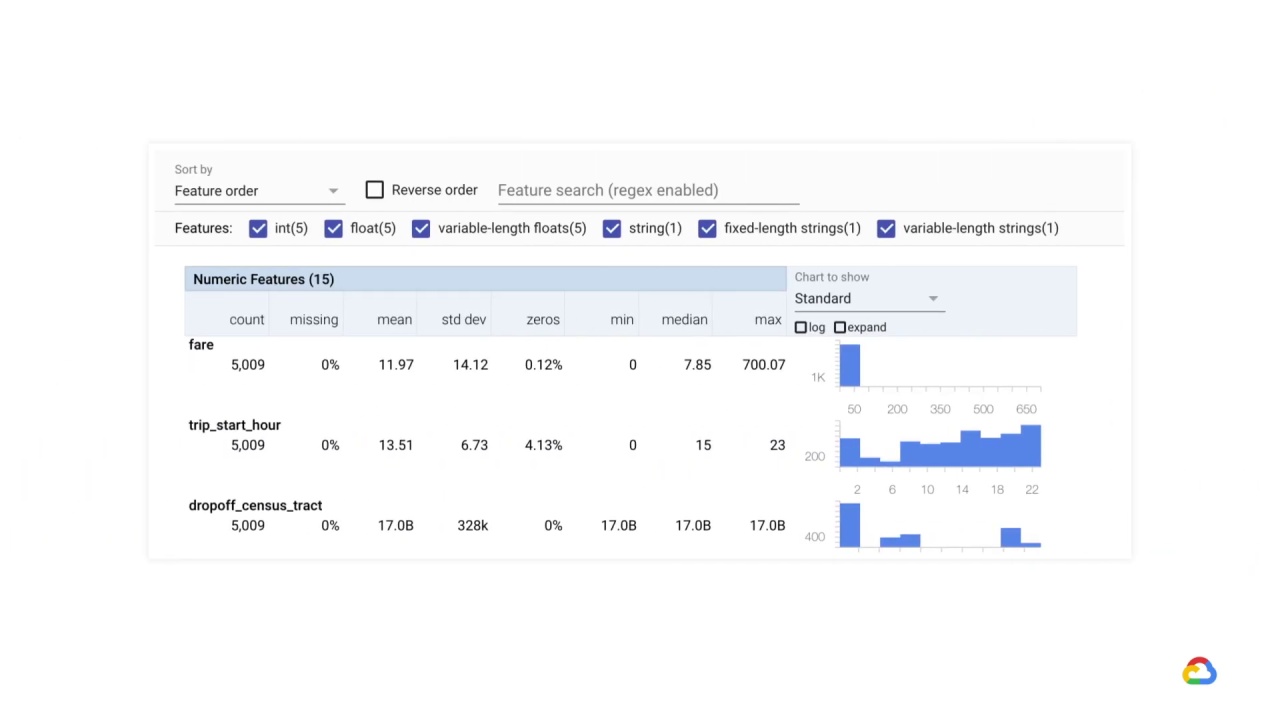 Sort by
Feature order
Reverse order
Feature search (regex enabled)
Features: int(5) float(5) variable-length floats(5) string(1) fixed-length strings(1) variable-length strings(1)
Numeric Features (15)
Chart to show
Standard
count missing mean std dev zeros min median max
log expand
fare
5,009 0% 11.97 14.12 0.12% 0 7.85 700.07
1K
50 200 350 500 650
trip_start_hour
5,009 0% 13.51 6.73 4.13% 0 15 23
200
2 6 10 14 18 22
dropoff_census_tract
5,009 0% 17.0B 328k 0% 17.0B 17.0B 17.0B
400